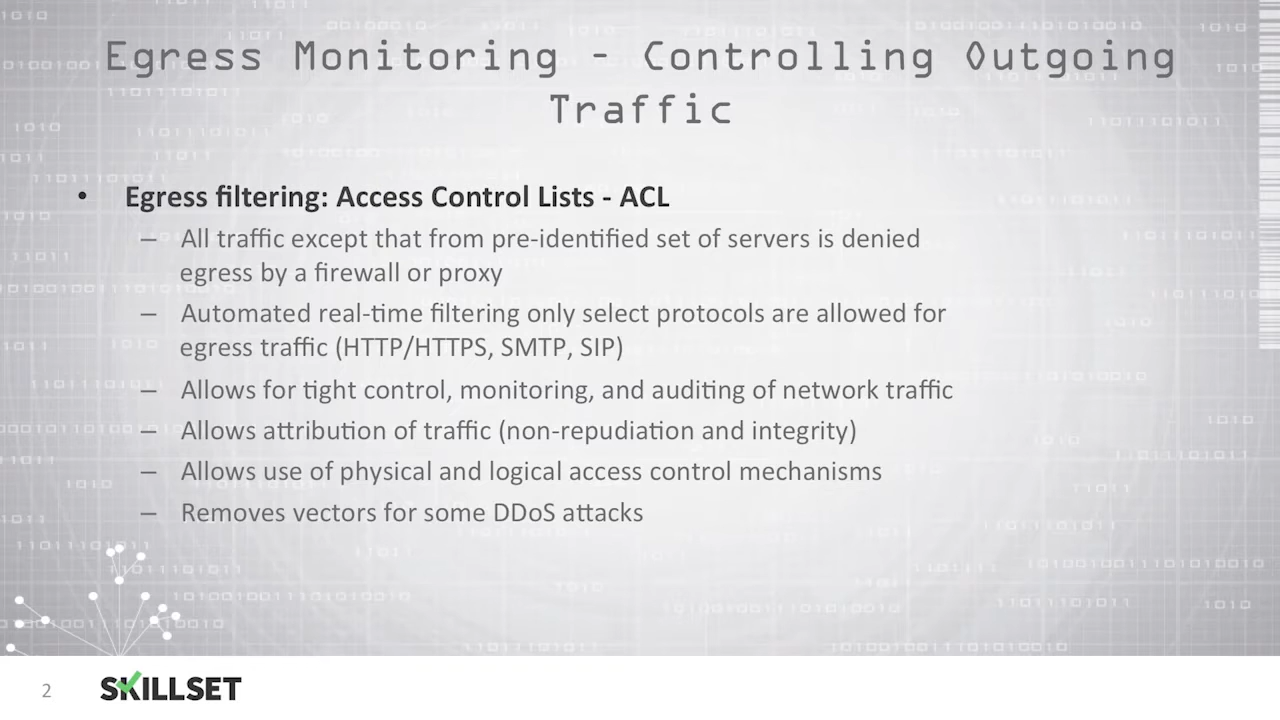 Egress Monitoring - Controlling Outgoing
Traffic
• Egress filtering: Access Control Lists - ACL
– All traffic except that from pre-identified set of servers is denied
egress by a firewall or proxy
– Automated real-time filtering only select protocols are allowed for
egress traffic (HTTP/HTTPS, SMTP, SIP)
– Allows for tight control, monitoring, and auditing of network traffic
– Allows attribution of traffic (non-repudiation and integrity)
– Allows use of physical and logical access control mechanisms
– Removes vectors for some DDoS attacks
2
SKILLSET